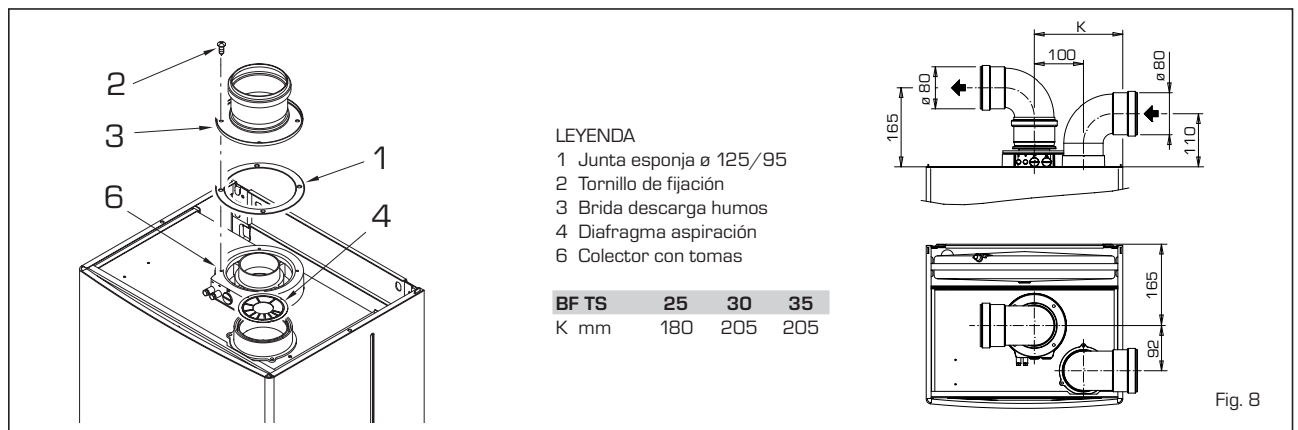 2
3
1
6
4
LEYENDA
1 Junta esponja ø 125/95
2 Tornillo de fijación
3 Brida descarga humos
4 Diafragma aspiración
6 Colector con tomas
BF TS 25 30 35
K mm 180 205 205
K
100
ø 80
ø 80
165
110
165
92
Fig. 8